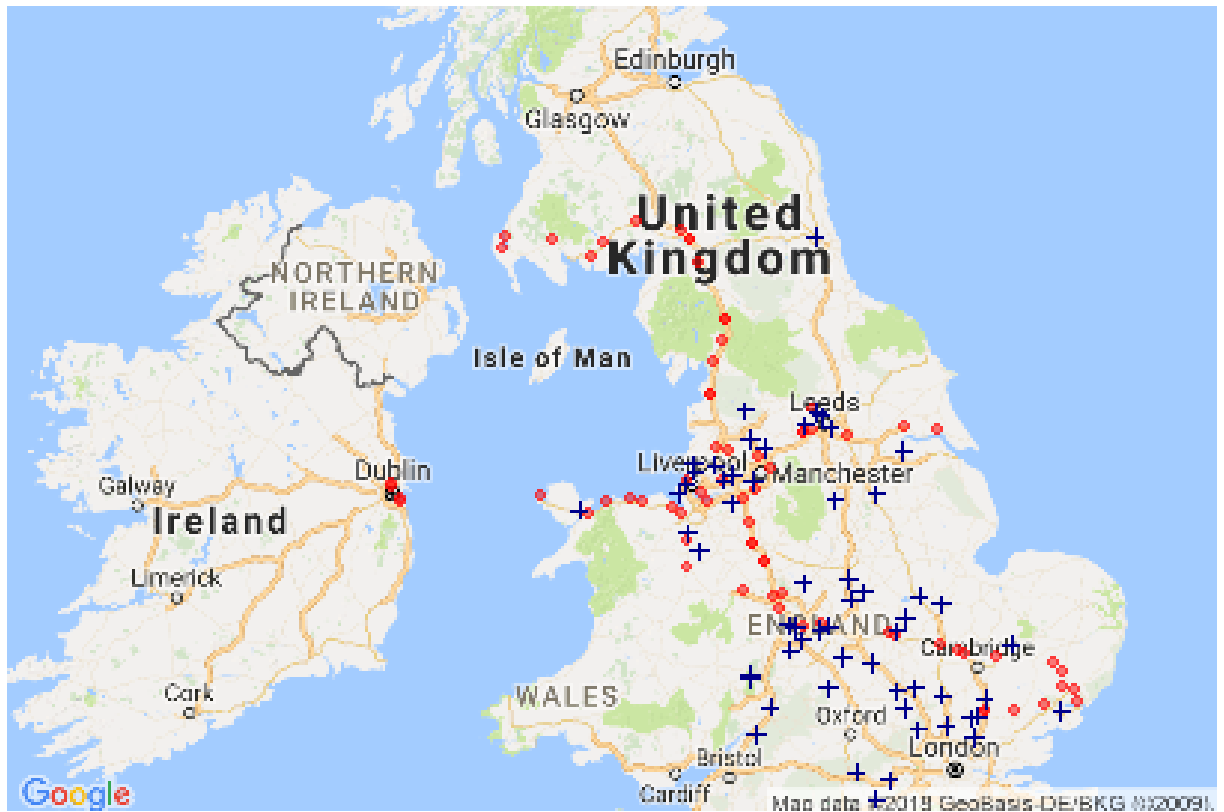 Edinburgh
Glasgow
United
Kingdom
NORTHERN
IRELAND
Isle of Man
Leeds
Dublin
Liverpool
Manchester
Galway
Ireland
Limerick
ENGLAND
Cambridge
Cork
WALES
Oxford
London
Bristol
Cardiff
Google
Map data ©2018 GeoBasis-DE/BKG (©2009),